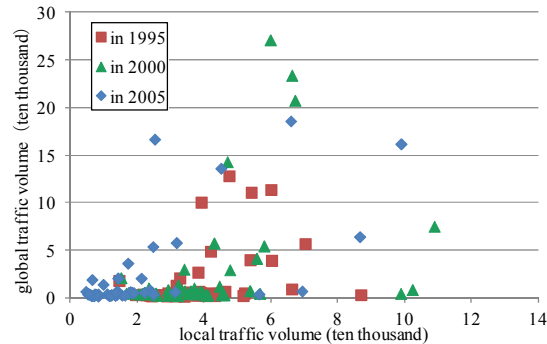 in 1995
in 2000
in 2005
global traffic volume (ten thousand)
30
25
20
15
10
5
0
0 2 4 6 8 10 12 14
local traffic volume (ten thousand)